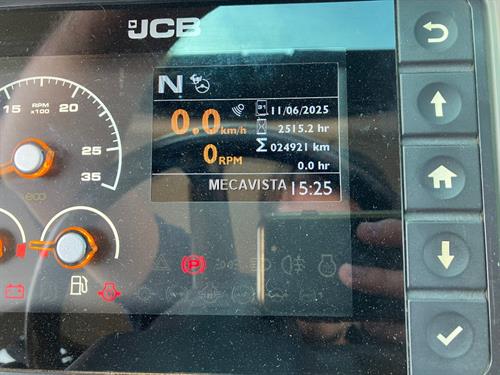 JCB
N
31 11/06/2025
0.0 km/h
2515.2 hr
0 RPM
Σ 024921 km
0.0 hr
MECAVISTA 15:25
15 RPM x100 20
25
35
eco
(P)